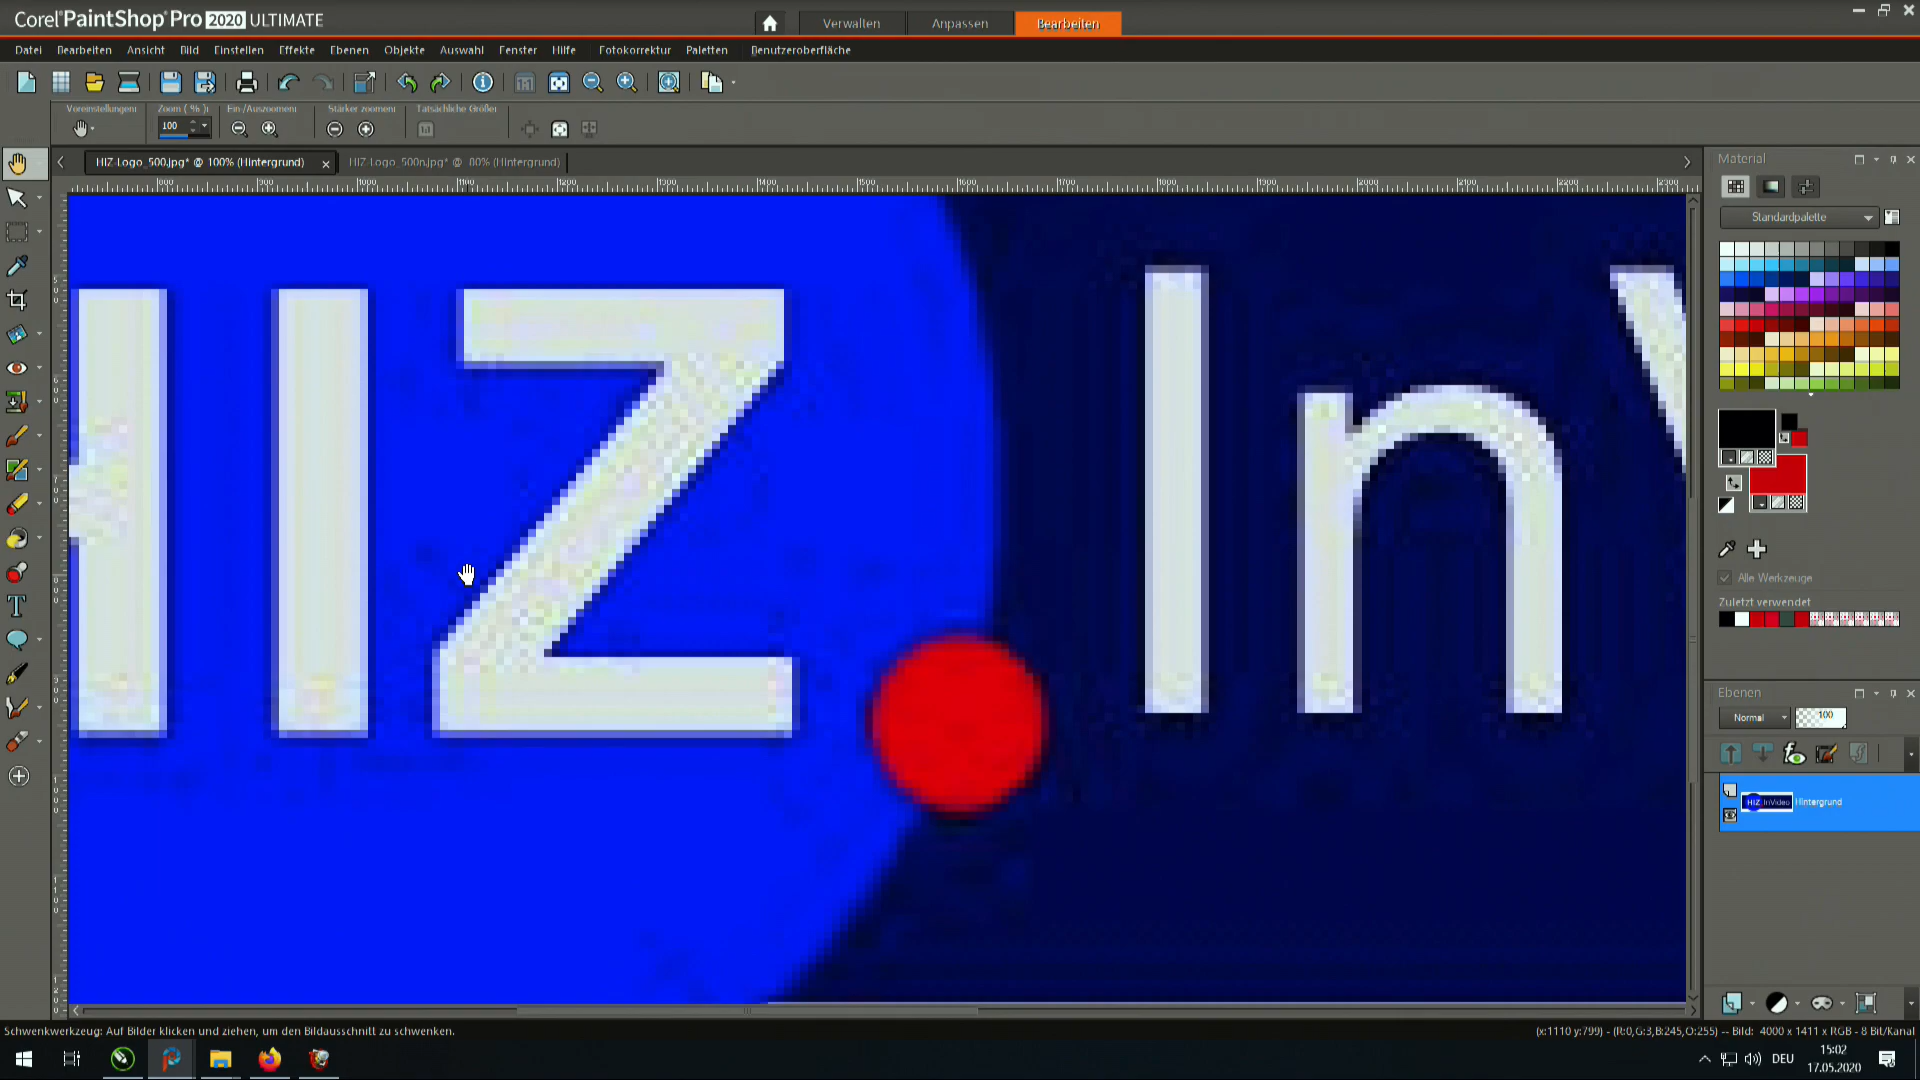 Corel® PaintShop® Pro 2020 ULTIMATE
Verwalten
Anpassen
Bearbeiten
Datei Bearbeiten Ansicht Bild Einstellen Effekte Ebenen Objekte Auswahl Fenster Hilfe Fotokorrektur Paletten Benutzeroberfläche
Voreinstellungen: Zoom ( % ): Ein-/Auszoomen: Stärker zoomen: Tatsächliche Größe:
100
HIZ-Logo_500.jpg* @ 100% (Hintergrund)
HIZ-Logo_500n.jpg* @ 80% (Hintergrund)
HIZ In
Material
Standardpalette
Alle Werkzeuge
Zuletzt verwendet
Ebenen
Normal
100
HIZ InVideo
Hintergrund
Schwenkwerkzeug: Auf Bilder klicken und ziehen, um den Bildausschnitt zu schwenken.
(x:1110 y:799) - (R:0,G:3,B:245,O:255) -- Bild: 4000 x 1411 x RGB - 8 Bit/Kanal
DEU
15:02
17.05.2020